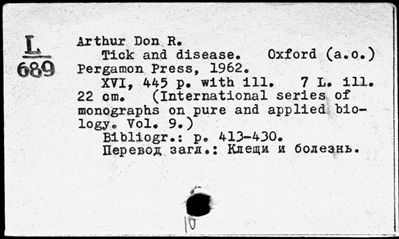 L
689
Arthur Don R.
Tick and disease. Oxford (a.o.)
Pergamon Press, 1962.
XVI, 445 p. with ill. 7 L. ill.
22 cm. (International series of
monographs on pure and applied bio-
logy. Vol. 9.)
Bibliogr.: p. 413-430.
Перевод загл.: Клещи и болезнь.
10